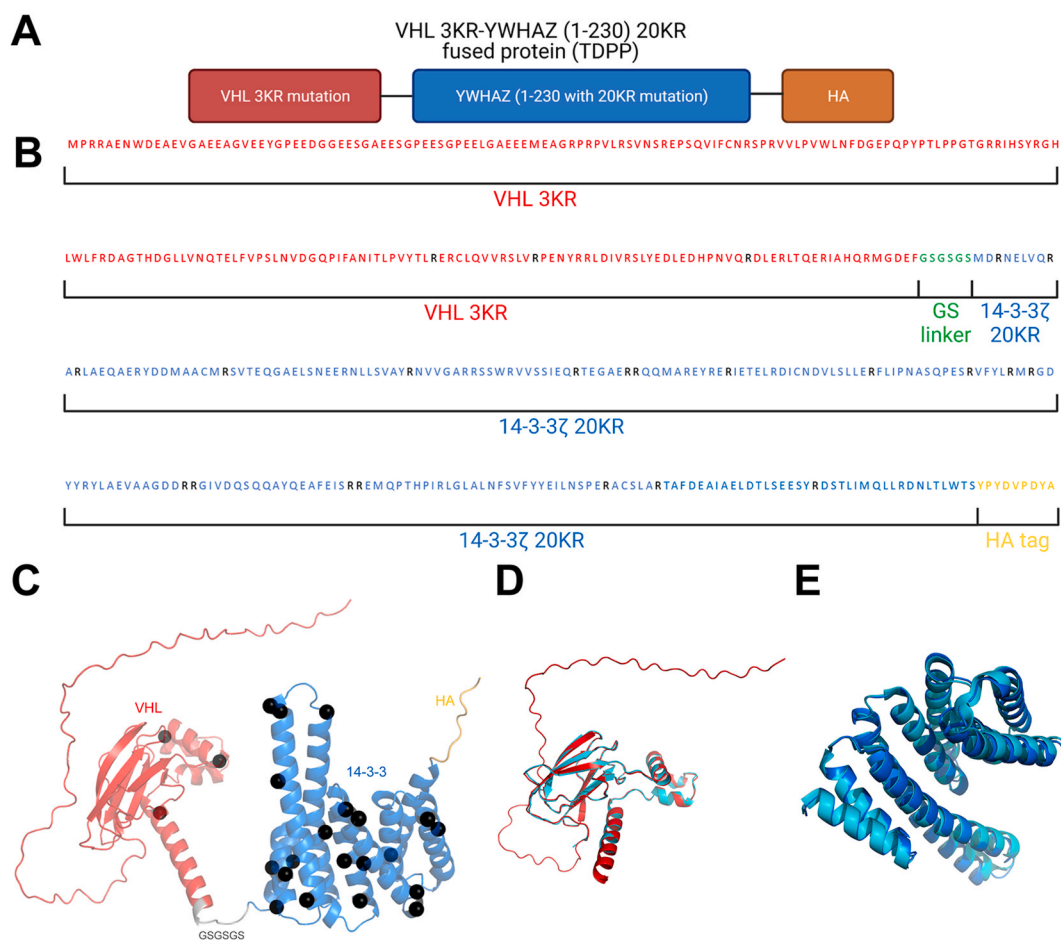 A
VHL 3KR-YWHAZ (1-230) 20KR
fused protein (TDPP)
VHL 3KR mutation
YWHAZ (1-230 with 20KR mutation)
HA
B
MPRRAENWDEAEVGAEEAGVEEYGPEEDGGEESGAEESGPEESGPEELGAEEEMEAGRPRPVLRSVNSREPSQVIFCNRSPRVVLPVWLNFDGEPQPYPTLPPGTGRRIHSYRGH
VHL 3KR
LWLFRDAGTHDGLLVNQTELFVPSLNVDGQPIFANITLPVYTLRERCLQVVRSLVRPENYRRLDIVRSLYEDLEDHPNVQRDLERLTQERIAHQRMGDEFGSGSGSMDRNELVQR
VHL 3KR
GS
linker
14-3-3ζ
20KR
ARLAEQAERYDDMAACMRSVTEQGAELSNEERNLLSVAYRNVVGARRSSWRVVSSIEQRTEGAERRQQMAREYRERIETELRDICNDVLSLLERFLIPNASQPESRVFYLRMRGD
14-3-3ζ 20KR
YYRYLAEVAAGDDRRGIVDQSQQAYQEAFEISRREMQPTHPIRLGLALNFSVFYYEILNSPERACSLARTAFDEAIAELDTLSEESYRDSTLIMQLLRDNLTLWTSYPYDVPDYA
14-3-3ζ 20KR
HA tag
C
VHL
14-3-3
HA
GSGSGS
D
E